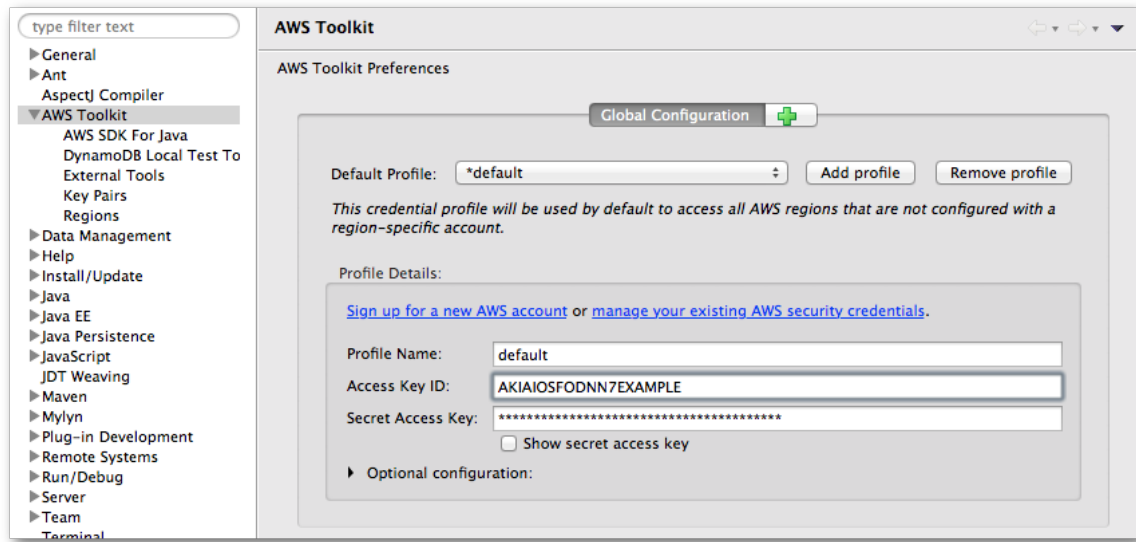 type filter text
General
Ant
AspectJ Compiler
AWS Toolkit
AWS SDK For Java
DynamoDB Local Test To
External Tools
Key Pairs
Regions
Data Management
Help
Install/Update
Java
Java EE
Java Persistence
JavaScript
JDT Weaving
Maven
Mylyn
Plug-in Development
Remote Systems
Run/Debug
Server
Team
Terminal
AWS Toolkit
AWS Toolkit Preferences
Global Configuration
Default Profile: *default Add profile Remove profile
This credential profile will be used by default to access all AWS regions that are not configured with a
region-specific account.
Profile Details:
Sign up for a new AWS account or manage your existing AWS security credentials.
Profile Name: default
Access Key ID: AKIAIOSFODNN7EXAMPLE
Secret Access Key: ****************************************
Show secret access key
Optional configuration: